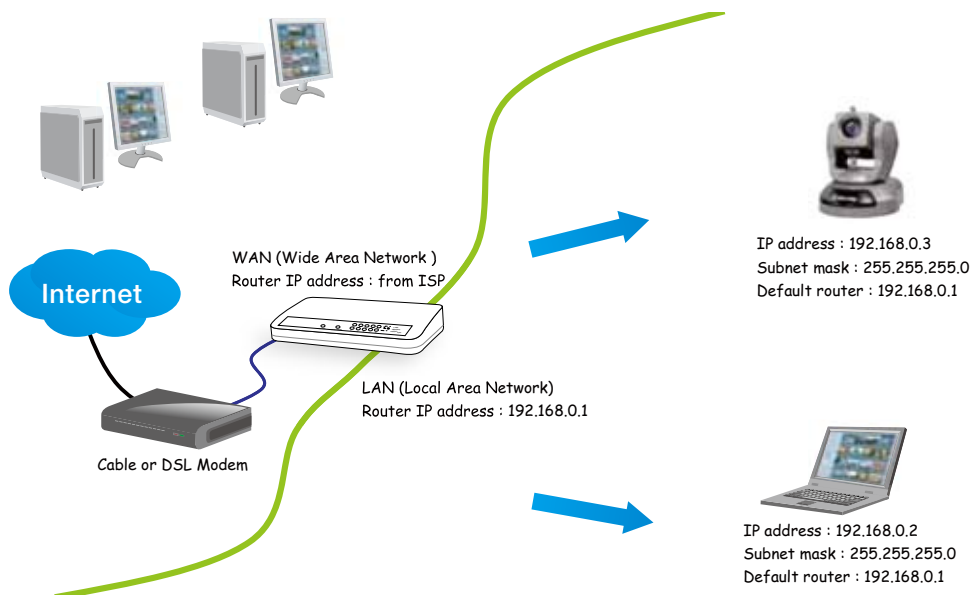 WAN (Wide Area Network )
Router IP address : from ISP
Internet
LAN (Local Area Network)
Router IP address : 192.168.0.1
Cable or DSL Modem
IP address : 192.168.0.3
Subnet mask : 255.255.255.0
Default router : 192.168.0.1
IP address : 192.168.0.2
Subnet mask : 255.255.255.0
Default router : 192.168.0.1